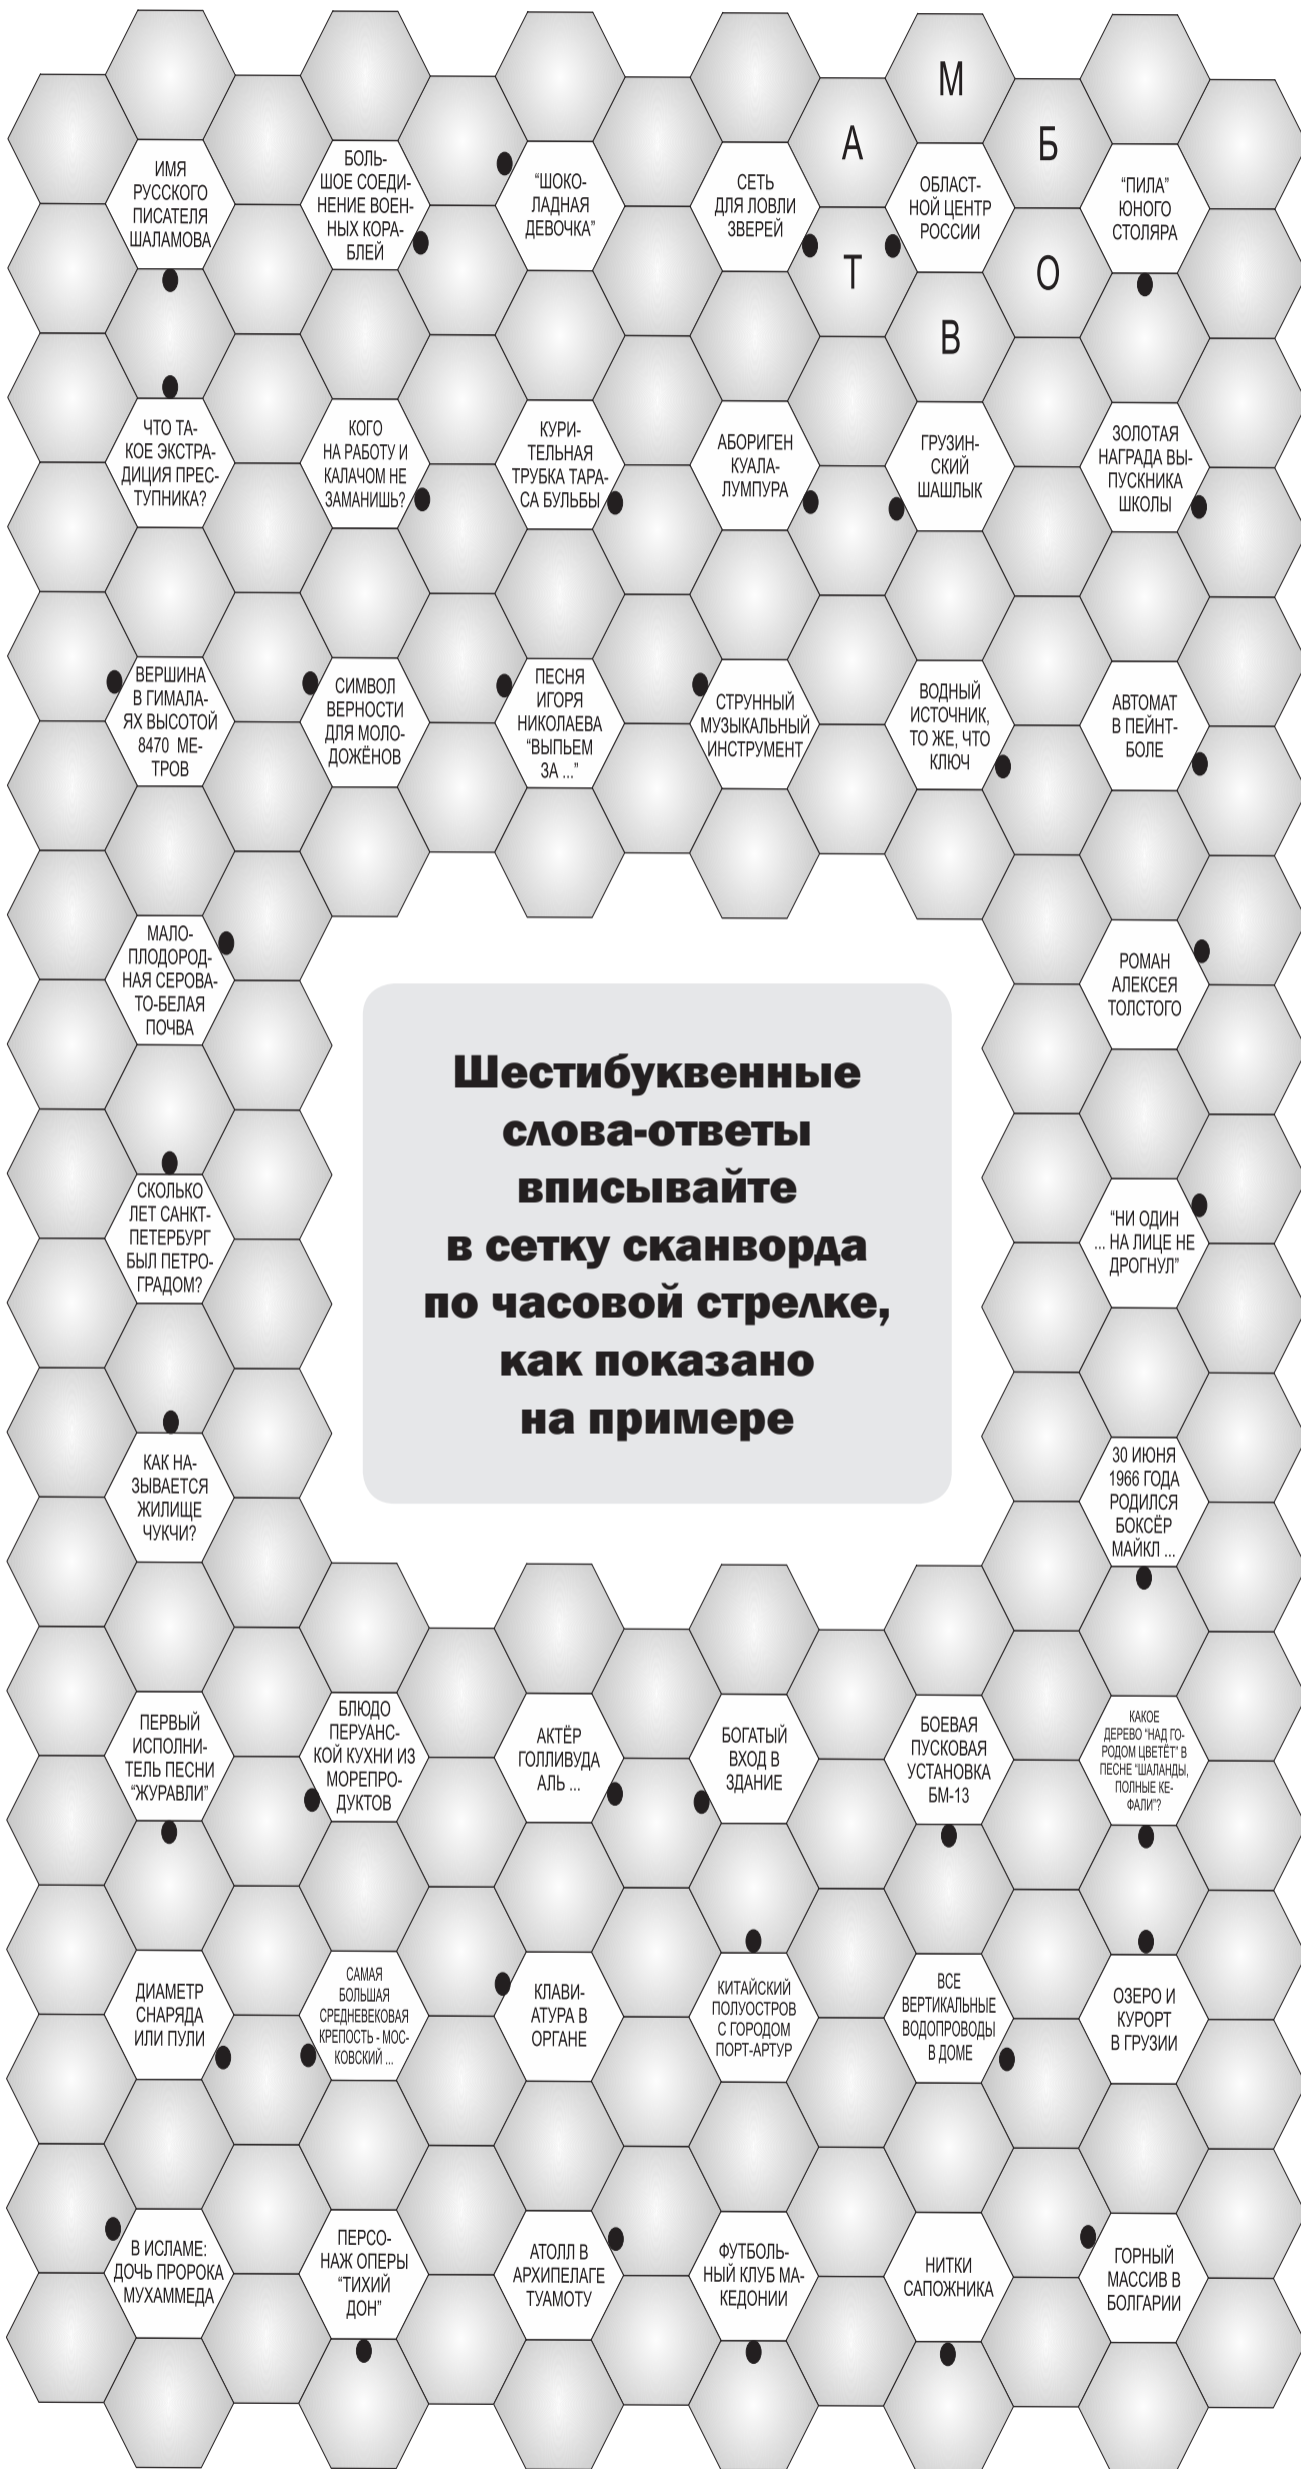 М
А
Б
Т
О
В
ИМЯ
РУССКОГО
ПИСАТЕЛЯ
ШАЛАМОВА
БОЛЬ-
ШОЕ СОЕДИ-
НЕНИЕ ВОЕН-
НЫХ КОРА-
БЛЕЙ
“ШОКО-
ЛАДНАЯ
ДЕВОЧКА”
СЕТЬ
ДЛЯ ЛОВЛИ
ЗВЕРЕЙ
ОБЛАСТ-
НОЙ ЦЕНТР
РОССИИ
“ПИЛА”
ЮНОГО
СТОЛЯРА
ЧТО ТА-
КОЕ ЭКСТРА-
ДИЦИЯ ПРЕС-
ТУПНИКА?
КОГО
НА РАБОТУ И
КАЛАЧОМ НЕ
ЗАМАНИШЬ?
КУРИ-
ТЕЛЬНАЯ
ТРУБКА ТАРА-
СА БУЛЬБЫ
АБОРИГЕН
КУАЛА-
ЛУМПУРА
ГРУЗИН-
СКИЙ
ШАШЛЫК
ЗОЛОТАЯ
НАГРАДА ВЫ-
ПУСКНИКА
ШКОЛЫ
ВЕРШИНА
В ГИМАЛА-
ЯХ ВЫСОТОЙ
8470 МЕ-
ТРОВ
СИМВОЛ
ВЕРНОСТИ
ДЛЯ МОЛО-
ДОЖЁНОВ
ПЕСНЯ
ИГОРЯ
НИКОЛАЕВА
“ВЫПЬЕМ
ЗА ...”
СТРУННЫЙ
МУЗЫКАЛЬНЫЙ
ИНСТРУМЕНТ
ВОДНЫЙ
ИСТОЧНИК,
ТО ЖЕ, ЧТО
КЛЮЧ
АВТОМАТ
В ПЕЙНТ-
БОЛЕ
МАЛО-
ПЛОДОРОД-
НАЯ СЕРОВА-
ТО-БЕЛАЯ
ПОЧВА
РОМАН
АЛЕКСЕЯ
ТОЛСТОГО
Шестибуквенные
слова-ответы
вписывайте
в сетку сканворда
по часовой стрелке,
как показано
на примере
СКОЛЬКО
ЛЕТ САНКТ-
ПЕТЕРБУРГ
БЫЛ ПЕТРО-
ГРАДОМ?
“НИ ОДИН
... НА ЛИЦЕ НЕ
ДРОГНУЛ”
КАК НА-
ЗЫВАЕТСЯ
ЖИЛИЩЕ
ЧУКЧИ?
30 ИЮНЯ
1966 ГОДА
РОДИЛСЯ
БОКСЁР
МАЙКЛ ...
ПЕРВЫЙ
ИСПОЛНИ-
ТЕЛЬ ПЕСНИ
“ЖУРАВЛИ”
БЛЮДО
ПЕРУАНС-
КОЙ КУХНИ ИЗ
МОРЕПРО-
ДУКТОВ
АКТЁР
ГОЛЛИВУДА
АЛЬ ...
БОГАТЫЙ
ВХОД В
ЗДАНИЕ
БОЕВАЯ
ПУСКОВАЯ
УСТАНОВКА
БМ-13
КАКОЕ
ДЕРЕВО “НАД ГО-
РОДОМ ЦВЕТЁТ” В
ПЕСНЕ “ШАЛАНДЫ,
ПОЛНЫЕ КЕ-
ФАЛИ”?
ДИАМЕТР
СНАРЯДА
ИЛИ ПУЛИ
САМАЯ
БОЛЬШАЯ
СРЕДНЕВЕКОВАЯ
КРЕПОСТЬ - МОС-
КОВСКИЙ ...
КЛАВИ-
АТУРА В
ОРГАНЕ
КИТАЙСКИЙ
ПОЛУОСТРОВ
С ГОРОДОМ
ПОРТ-АРТУР
ВСЕ
ВЕРТИКАЛЬНЫЕ
ВОДОПРОВОДЫ
В ДОМЕ
ОЗЕРО И
КУРОРТ
В ГРУЗИИ
В ИСЛАМЕ:
ДОЧЬ ПРОРОКА
МУХАММЕДА
ПЕРСО-
НАЖ ОПЕРЫ
“ТИХИЙ
ДОН”
АТОЛЛ В
АРХИПЕЛАГЕ
ТУАМОТУ
ФУТБОЛЬ-
НЫЙ КЛУБ МА-
КЕДОНИИ
НИТКИ
САПОЖНИКА
ГОРНЫЙ
МАССИВ В
БОЛГАРИИ